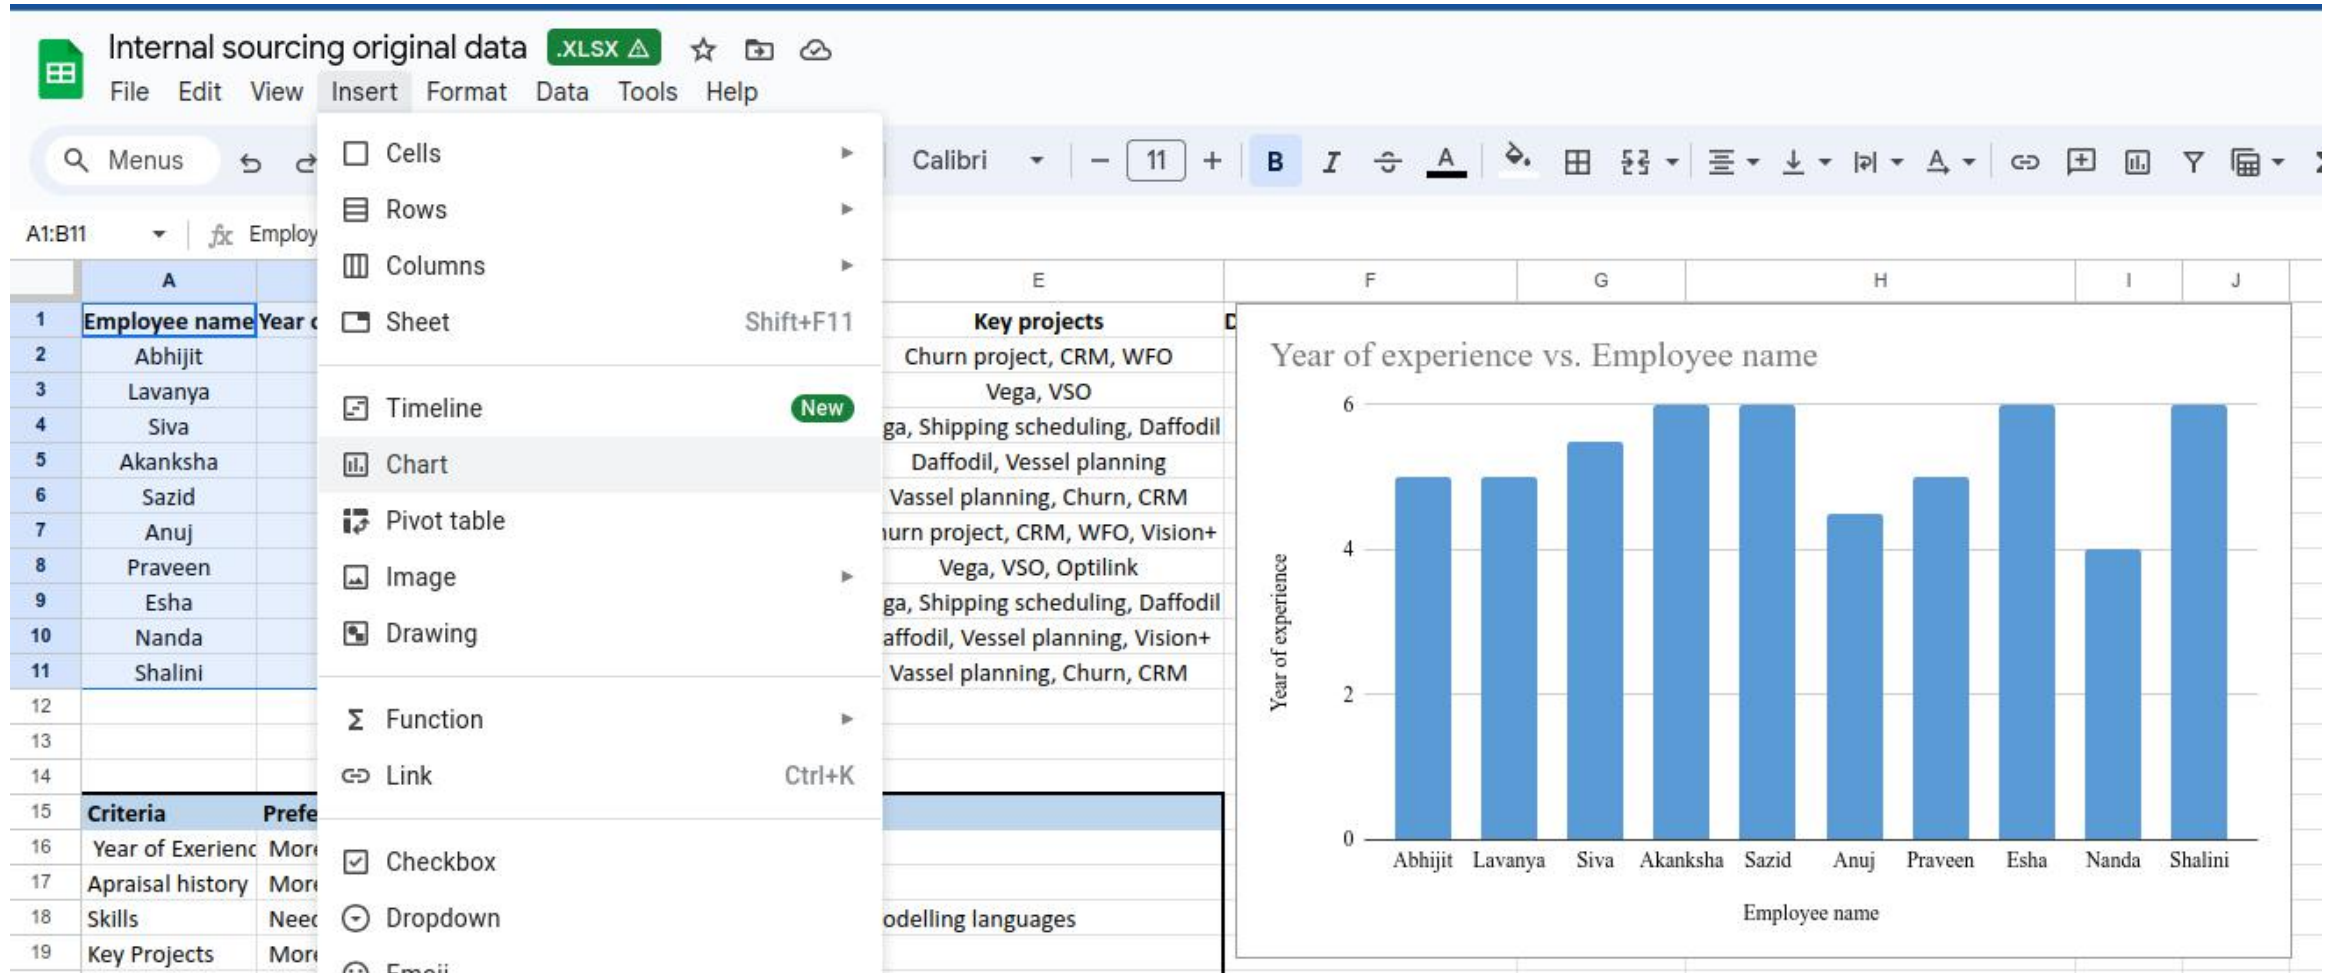 Internal sourcing original data .XLSX
File Edit View Insert Format Data Tools Help
Menus Calibri 11 B I A A
A1:B11 fx Employ
Cells
Rows
Columns
Sheet Shift+F11
Timeline New
Chart
Pivot table
Image
Drawing
Function
Link Ctrl+K
Checkbox
Dropdown
Emoji
A E F G H I J
1 Employee name Year Key projects
2 Abhijit Churn project, CRM, WFO
3 Lavanya Vega, VSO
4 Siva ga, Shipping scheduling, Daffodil
5 Akanksha Daffodil, Vessel planning
6 Sazid Vassel planning, Churn, CRM
7 Anuj urn project, CRM, WFO, Vision+
8 Praveen Vega, VSO, Optilink
9 Esha ga, Shipping scheduling, Daffodil
10 Nanda affodil, Vessel planning, Vision+
11 Shalini Vassel planning, Churn, CRM
12
13
14
15 Criteria Prefe
16 Year of Exerienc More
17 Apraisal history More
18 Skills Need odelling languages
19 Key Projects More
Year of experience vs. Employee name
6
4
2
0
Year of experience
Abhijit Lavanya Siva Akanksha Sazid Anuj Praveen Esha Nanda Shalini
Employee name